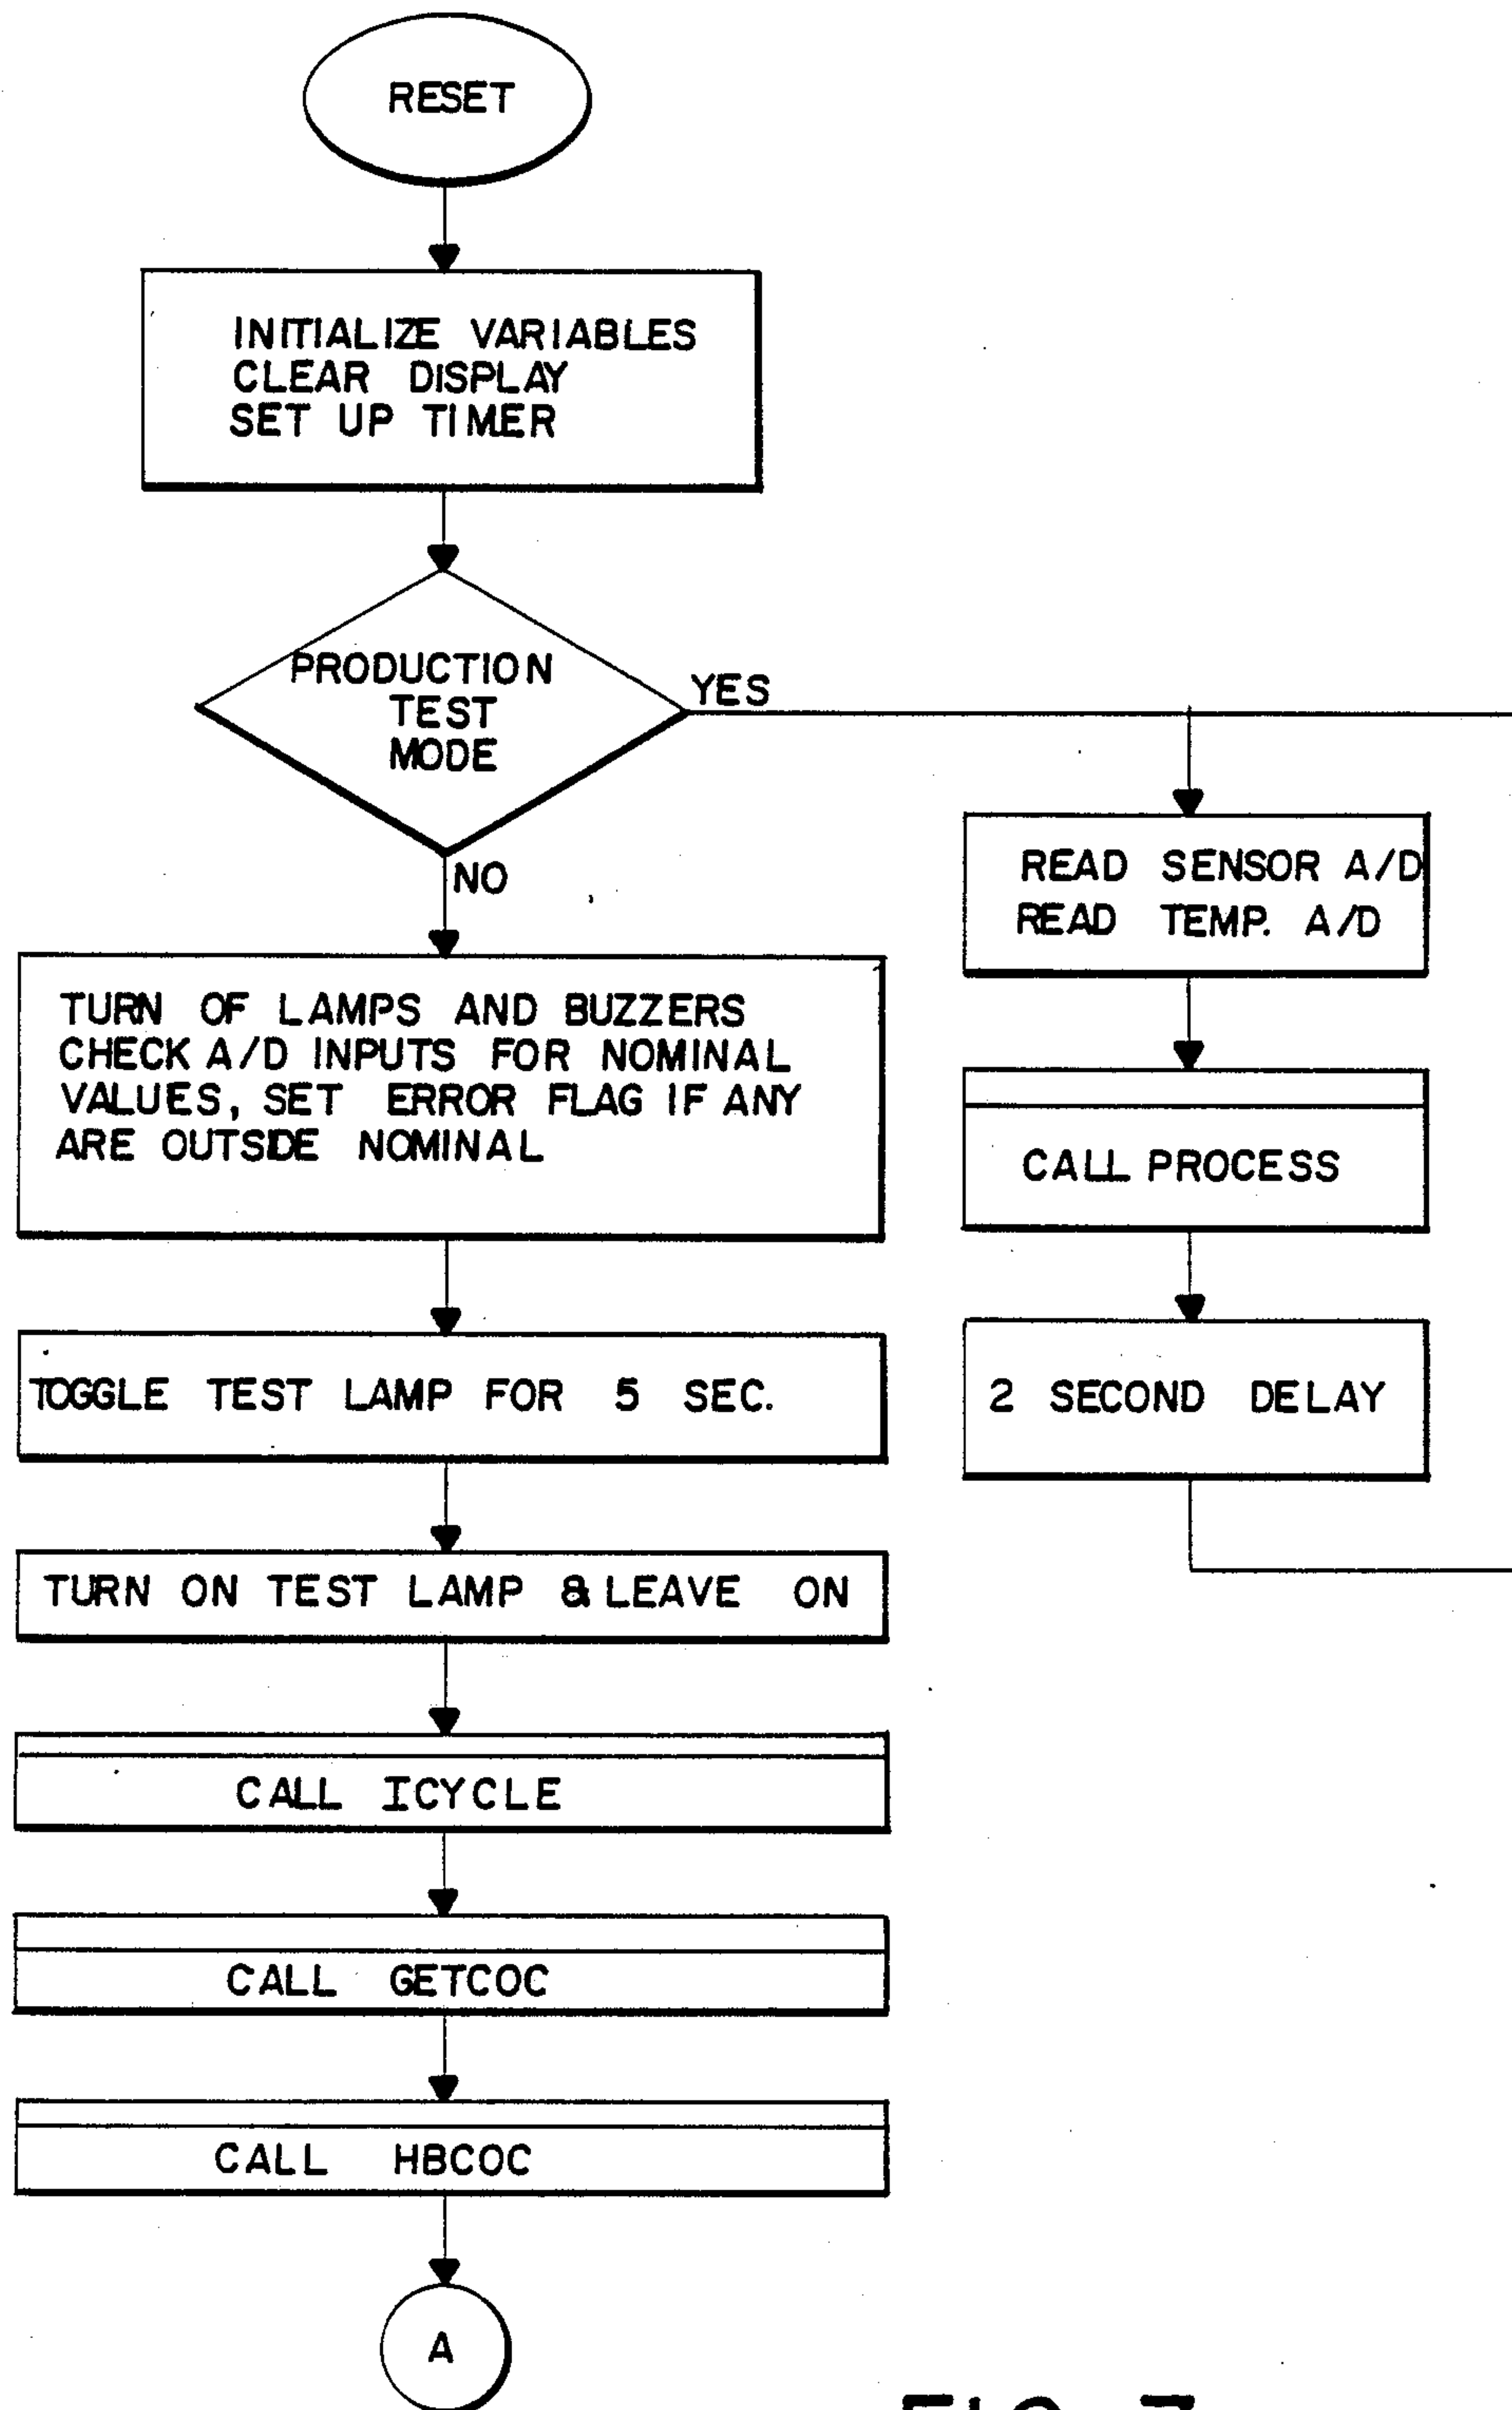 RESET
INITIALIZE VARIABLES
CLEAR DISPLAY
SET UP TIMER
PRODUCTION
TEST
MODE
YES
NO
READ SENSOR A/D
READ TEMP. A/D
CALL PROCESS
2 SECOND DELAY
TURN OF LAMPS AND BUZZERS
CHECK A/D INPUTS FOR NOMINAL
VALUES, SET ERROR FLAG IF ANY
ARE OUTSIDE NOMINAL
TOGGLE TEST LAMP FOR 5 SEC.
TURN ON TEST LAMP & LEAVE ON
CALL ICYCLE
CALL GETCOC
CALL HBCOC
A